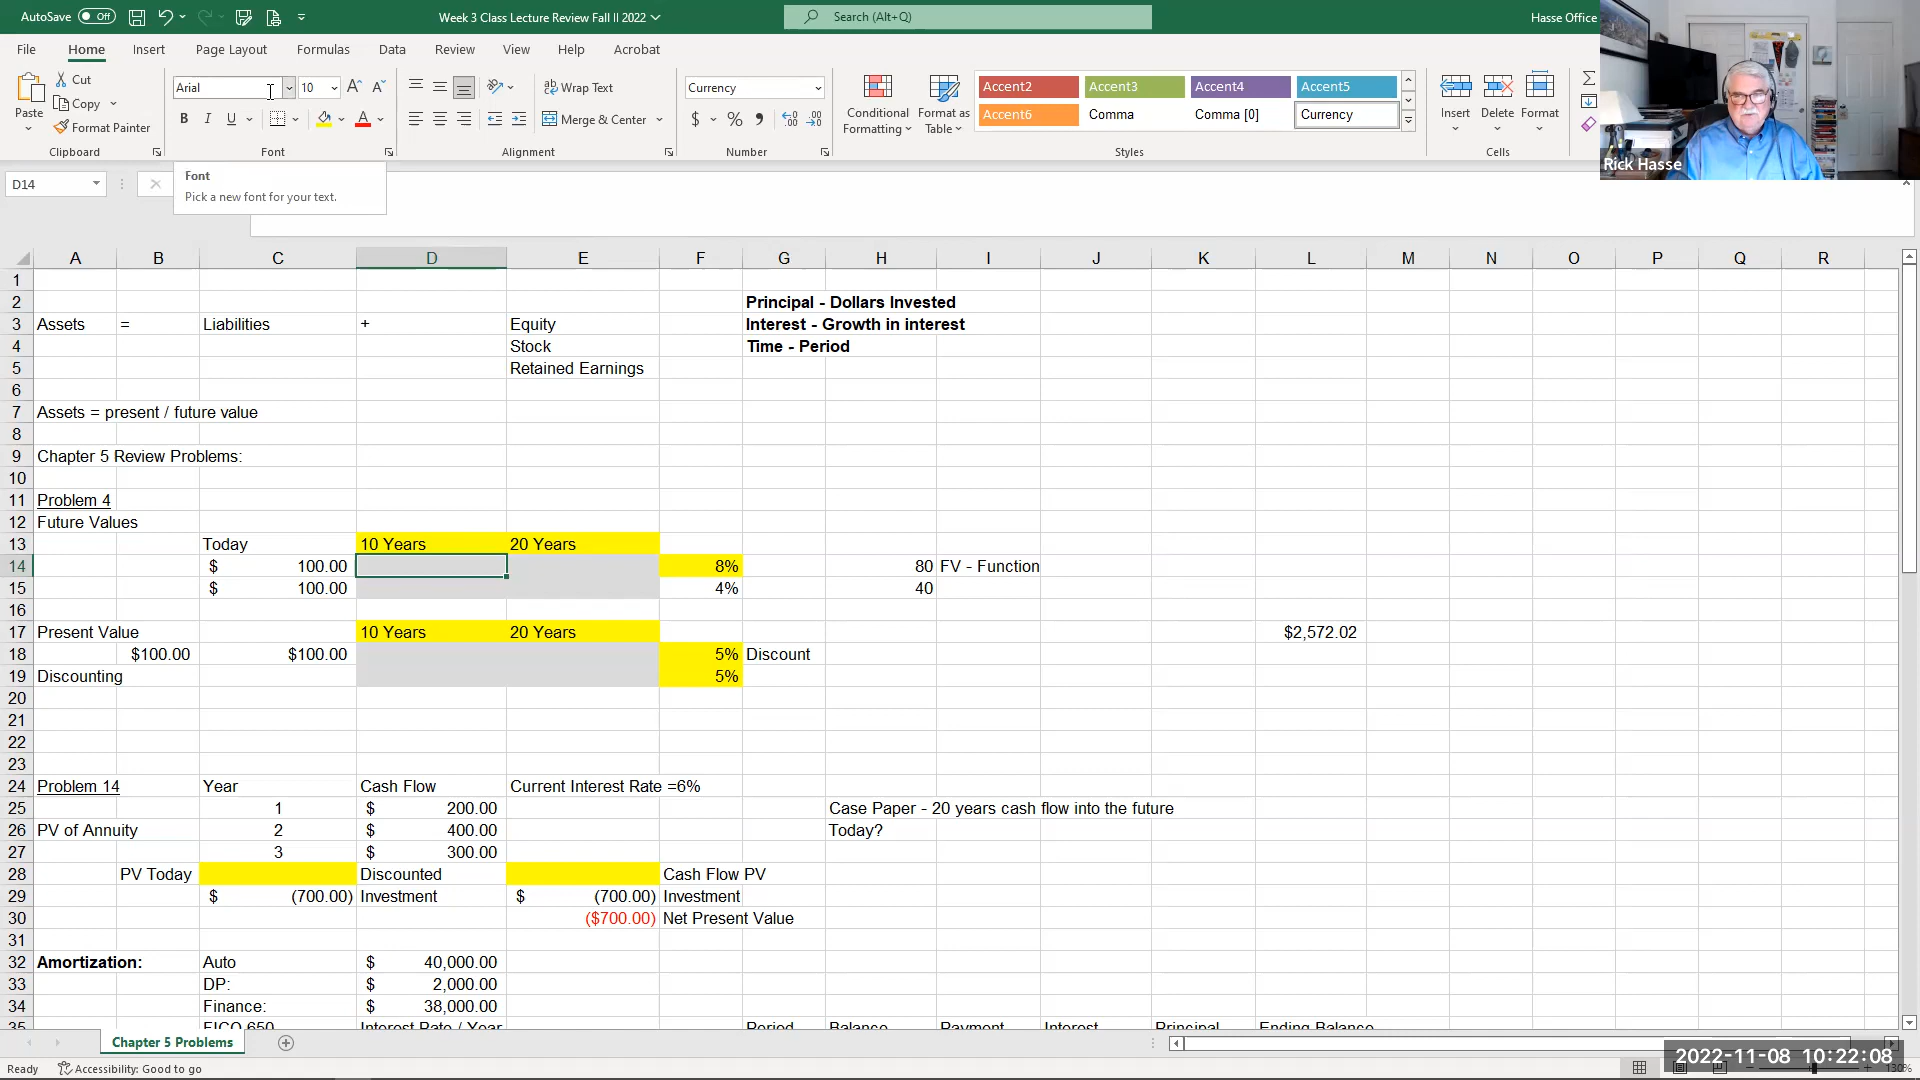 AutoSave Off Week 3 Class Lecture Review Fall II 2022 Search (Alt+Q) Hasse Office
File Home Insert Page Layout Formulas Data Review View Help Acrobat
Paste Cut Copy Format Painter Clipboard
Arial 10 B I U A Font
Wrap Text Merge & Center Alignment
Currency $ % Number
Conditional Formatting Format as Table
Accent2 Accent3 Accent4 Accent5
Accent6 Comma Comma [0] Currency
Styles
Insert Delete Format Cells
Rick Hasse
D14
Font
Pick a new font for your text.
A B C D E F G H I J K L M N O P Q R
1
2 Principal - Dollars Invested
3 Assets = Liabilities + Equity Interest - Growth in interest
4 Stock Time - Period
5 Retained Earnings
6
7 Assets = present / future value
8
9 Chapter 5 Review Problems:
10
11 Problem 4
12 Future Values
13 Today 10 Years 20 Years
14 $ 100.00 8% 80 FV - Function
15 $ 100.00 4% 40
16
17 Present Value 10 Years 20 Years $2,572.02
18 $100.00 $100.00 5% Discount
19 Discounting 5%
20
21
22
23
24 Problem 14 Year Cash Flow Current Interest Rate =6%
25 1 $ 200.00 Case Paper - 20 years cash flow into the future
26 PV of Annuity 2 $ 400.00 Today?
27 3 $ 300.00
28 PV Today Discounted Cash Flow PV
29 $ (700.00) Investment $ (700.00) Investment
30 ($700.00) Net Present Value
31
32 Amortization: Auto $ 40,000.00
33 DP: $ 2,000.00
34 Finance: $ 38,000.00
35 FICO 650 Interest Rate / Year Period Balance Payment Interest Principal Ending Balance
Chapter 5 Problems
Ready Accessibility: Good to go
2022-11-08 10:22:08
130%